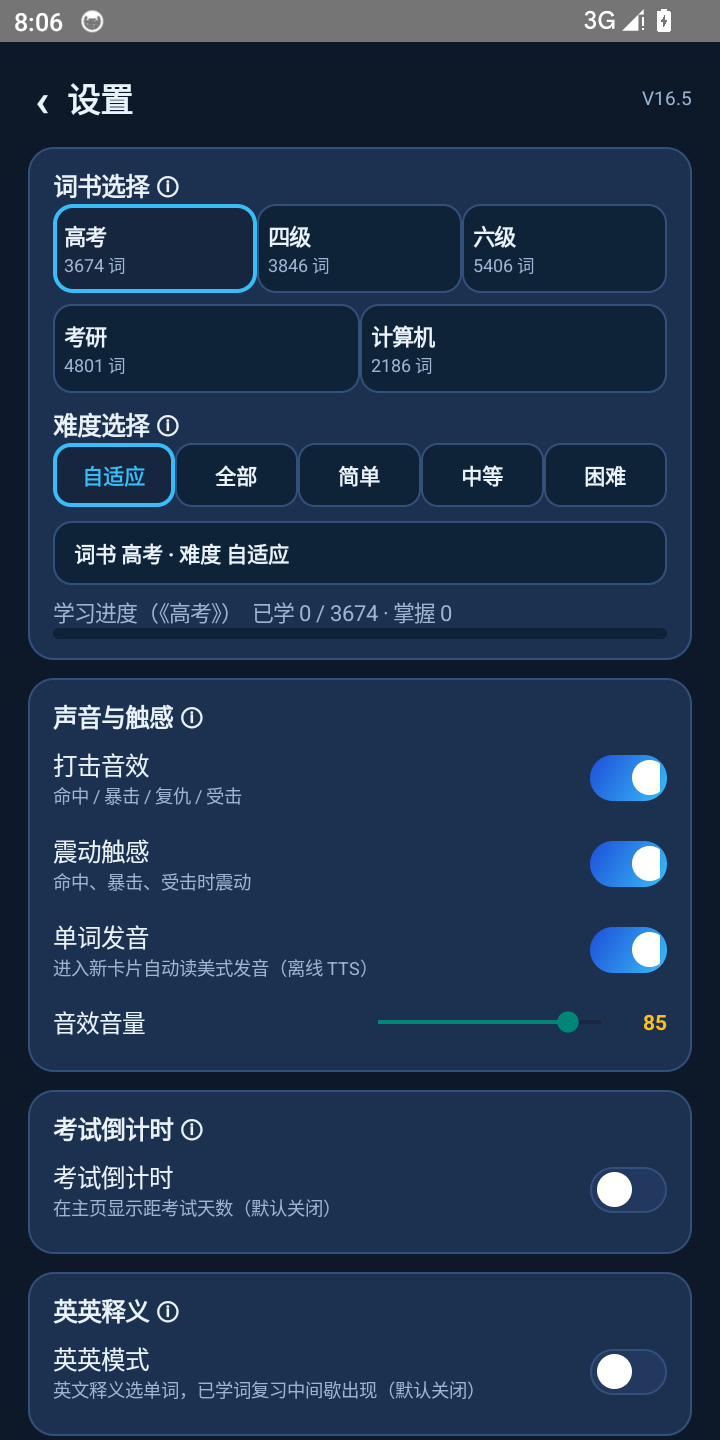 8:06
3G
‹ 设置
V16.5
词书选择 ⓘ
高考 四级 六级
3674 词 3846 词 5406 词
考研 计算机
4801 词 2186 词
难度选择 ⓘ
自适应 全部 简单 中等 困难
词书 高考 · 难度 自适应
学习进度（《高考》） 已学 0 / 3674 · 掌握 0
声音与触感 ⓘ
打击音效
命中 / 暴击 / 复仇 / 受击
震动触感
命中、暴击、受击时震动
单词发音
进入新卡片自动读美式发音（离线 TTS）
音效音量 85
考试倒计时 ⓘ
考试倒计时
在主页显示距考试天数（默认关闭）
英英释义 ⓘ
英英模式
英文释义选单词，已学词复习中间歇出现（默认关闭）